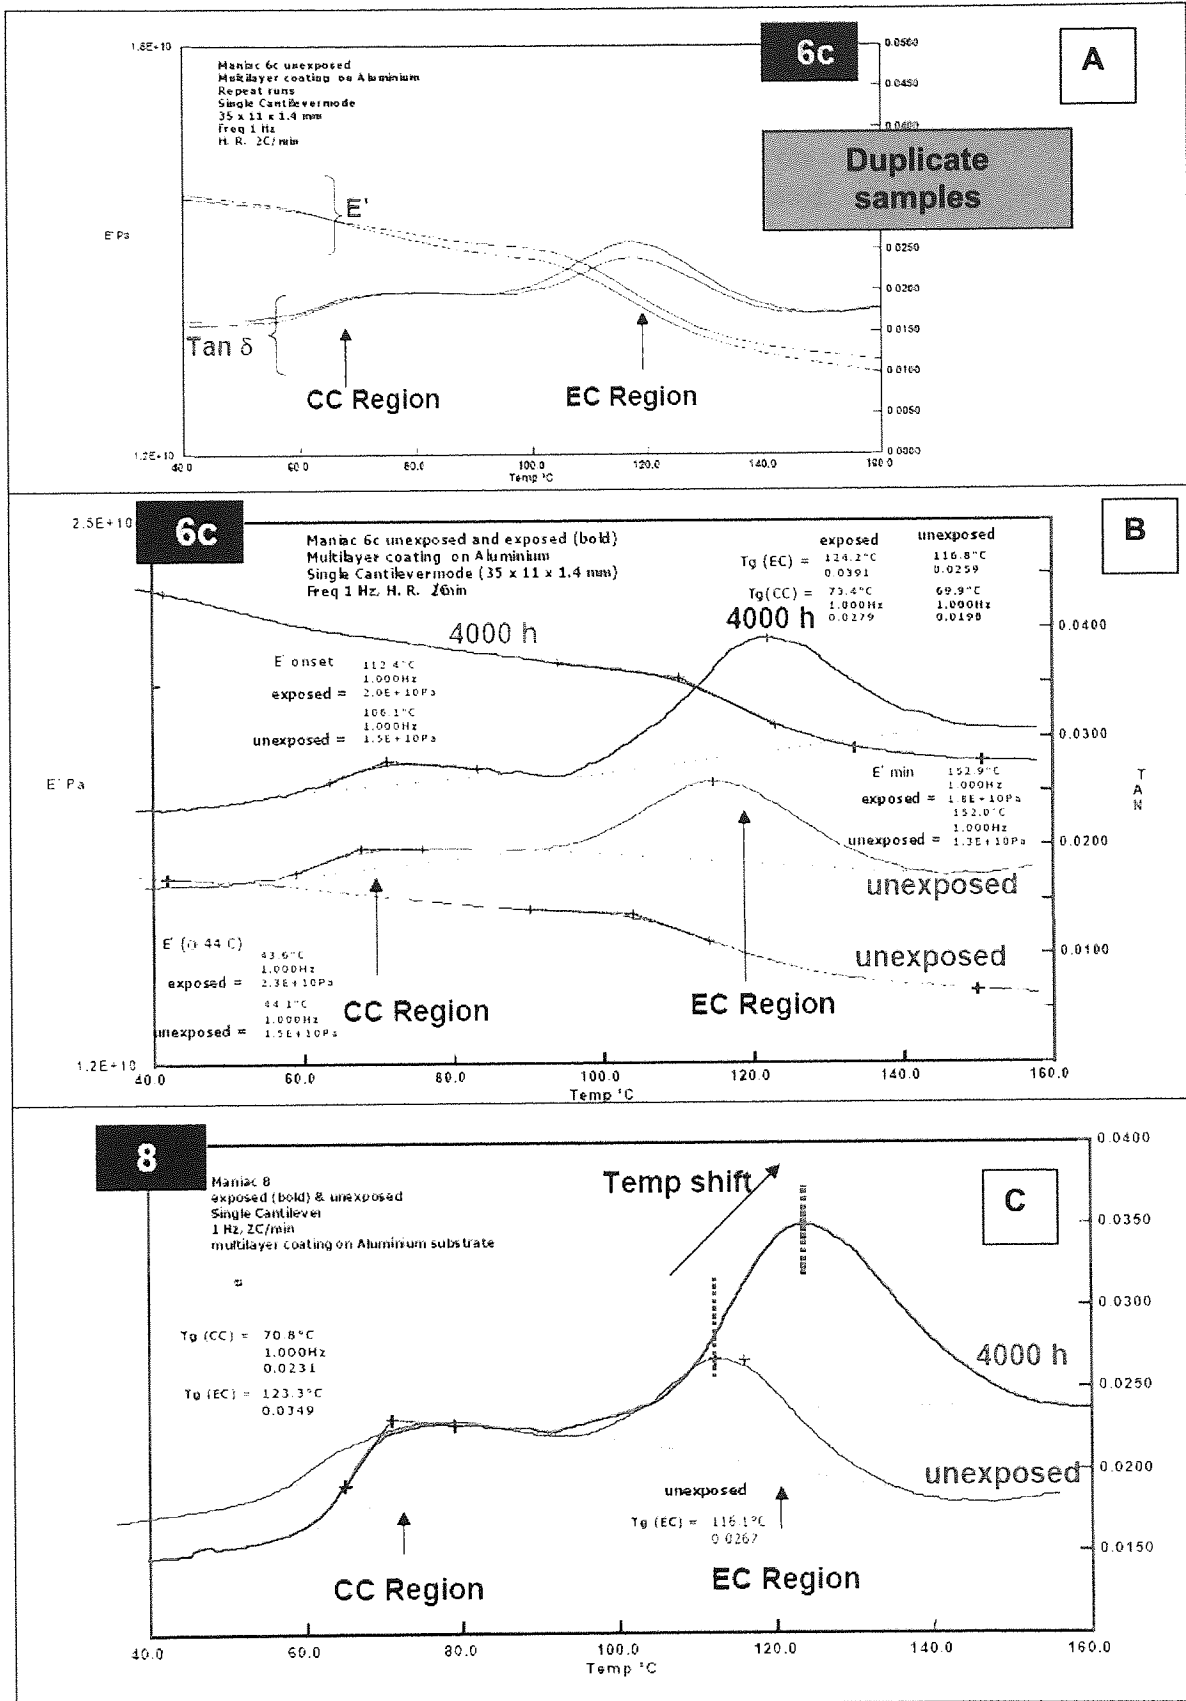 6c
A
1.8E+10
Maniac 6c unexposed
Multilayer coating on Aluminium
Repeat runs
Single Cantilevermode
35 x 11 x 1.4 mm
Freq 1 Hz
H. R. 2C/min
0.0500
0.0450
0.0400
Duplicate
samples
E'
E' Pa
0.0250
0.0200
0.0150
0.0100
0.0050
0.0000
Tan δ
CC Region
EC Region
1.2E+10
40.0
60.0
80.0
100.0
120.0
140.0
160.0
Temp °C
6c
B
2.5E+10
Maniac 6c unexposed and exposed (bold)
Multilayer coating on Aluminium
Single Cantilevermode (35 x 11 x 1.4 mm)
Freq 1 Hz, H. R.
exposed unexposed
Tg (EC) = 124.2°C 116.8°C
0.0391 0.0259
Tg(CC) = 73.4°C 69.9°C
1.000Hz 1.000Hz
0.0279 0.0198
4000 h
4000 h
E' onset 112.4°C
1.000Hz
exposed = 2.0E+10Pa
106.1°C
1.000Hz
unexposed = 1.5E+10Pa
0.0400
0.0300
0.0200
0.0100
E' Pa
T
A
N
E' min 152.9°C
1.000Hz
exposed = 1.8E+10Pa
152.0°C
1.000Hz
unexposed = 1.3E+10Pa
unexposed
unexposed
E' (@ 44 C)
43.6°C
1.000Hz
exposed = 2.3E+10Pa
44.1°C
1.000Hz
unexposed = 1.5E+10Pa
CC Region
EC Region
1.2E+10
40.0
60.0
80.0
100.0
120.0
140.0
160.0
Temp °C
8
C
Maniac 8
exposed (bold) & unexposed
Single Cantilever
1 Hz, 2C/min
multilayer coating on Aluminium substrate
Temp shift
0.0400
0.0350
0.0300
0.0250
0.0200
0.0150
Tg (CC) = 70.8°C
1.000Hz
0.0231
Tg (EC) = 123.3°C
0.0349
4000 h
unexposed
unexposed
Tg (EC) = 116.1°C
0.0267
CC Region
EC Region
40.0
60.0
80.0
100.0
120.0
140.0
160.0
Temp °C